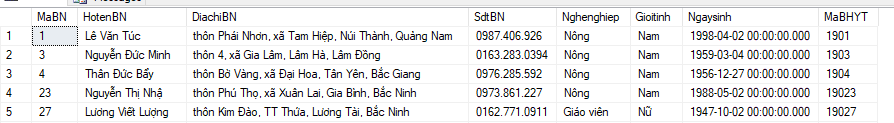 Messages
MaBN HotenBN DiachiBN SdtBN Nghenghiep Gioitinh Ngaysinh MaBHYT
1 1 Lê Văn Túc thôn Phái Nhơn, xã Tam Hiệp, Núi Thành, Quảng Nam 0987.406.926 Nông Nam 1998-04-02 00:00:00.000 1901
2 3 Nguyễn Đức Minh thôn 4, xã Gia Lâm, Lâm Hà, Lâm Đồng 0163.283.0394 Nông Nam 1959-03-04 00:00:00.000 1903
3 4 Thân Đức Bẩy thôn Bờ Vàng, xã Đại Hoa, Tân Yên, Bắc Giang 0976.285.592 Nông Nam 1956-12-27 00:00:00.000 1904
4 23 Nguyễn Thị Nhạ thôn Phú Thọ, xã Xuân Lai, Gia Bình, Bắc Ninh 0973.861.227 Nông Nam 1988-05-02 00:00:00.000 19023
5 27 Lương Viết Lượng thôn Kim Đào, TT Thứa, Lương Tài, Bắc Ninh 0162.771.0911 Giáo viên Nữ 1947-10-02 00:00:00.000 19027